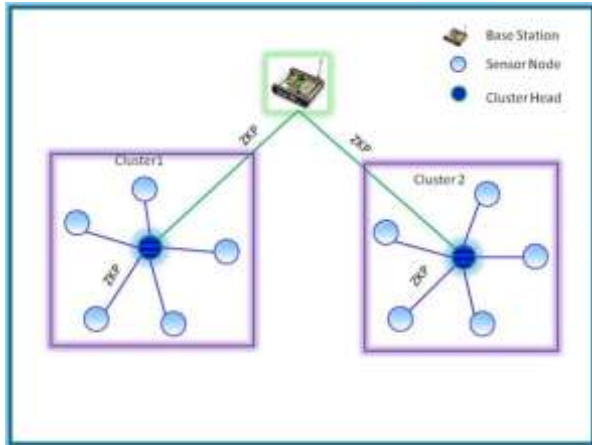 Base Station
Sensor Node
Cluster Head
ZKP
ZKP
Cluster1
Cluster 2
ZKP
ZKP